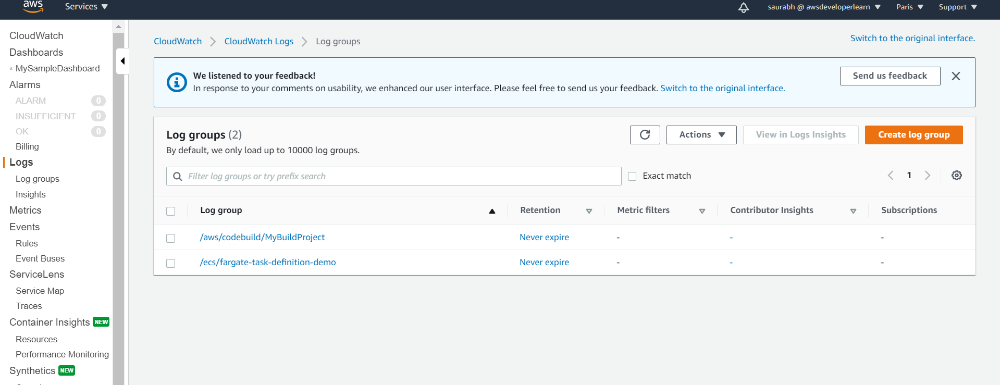 aws
Services
saurabh @ awsdeveloperlearn
Paris
Support
CloudWatch
Dashboards
* MySampleDashboard
Alarms
ALARM 0
INSUFFICIENT 0
OK 0
Billing
Logs
Log groups
Insights
Metrics
Events
Rules
Event Buses
ServiceLens
Service Map
Traces
Container Insights NEW
Resources
Performance Monitoring
Synthetics NEW
CloudWatch > CloudWatch Logs > Log groups
Switch to the original interface.
We listened to your feedback!
In response to your comments on usability, we enhanced our user interface. Please feel free to send us your feedback. Switch to the original interface.
Send us feedback
Log groups (2)
By default, we only load up to 10000 log groups.
Actions
View in Logs Insights
Create log group
Filter log groups or try prefix search
Exact match
1
Log group Retention Metric filters Contributor Insights Subscriptions
/aws/codebuild/MyBuildProject Never expire - - -
/ecs/fargate-task-definition-demo Never expire - - -